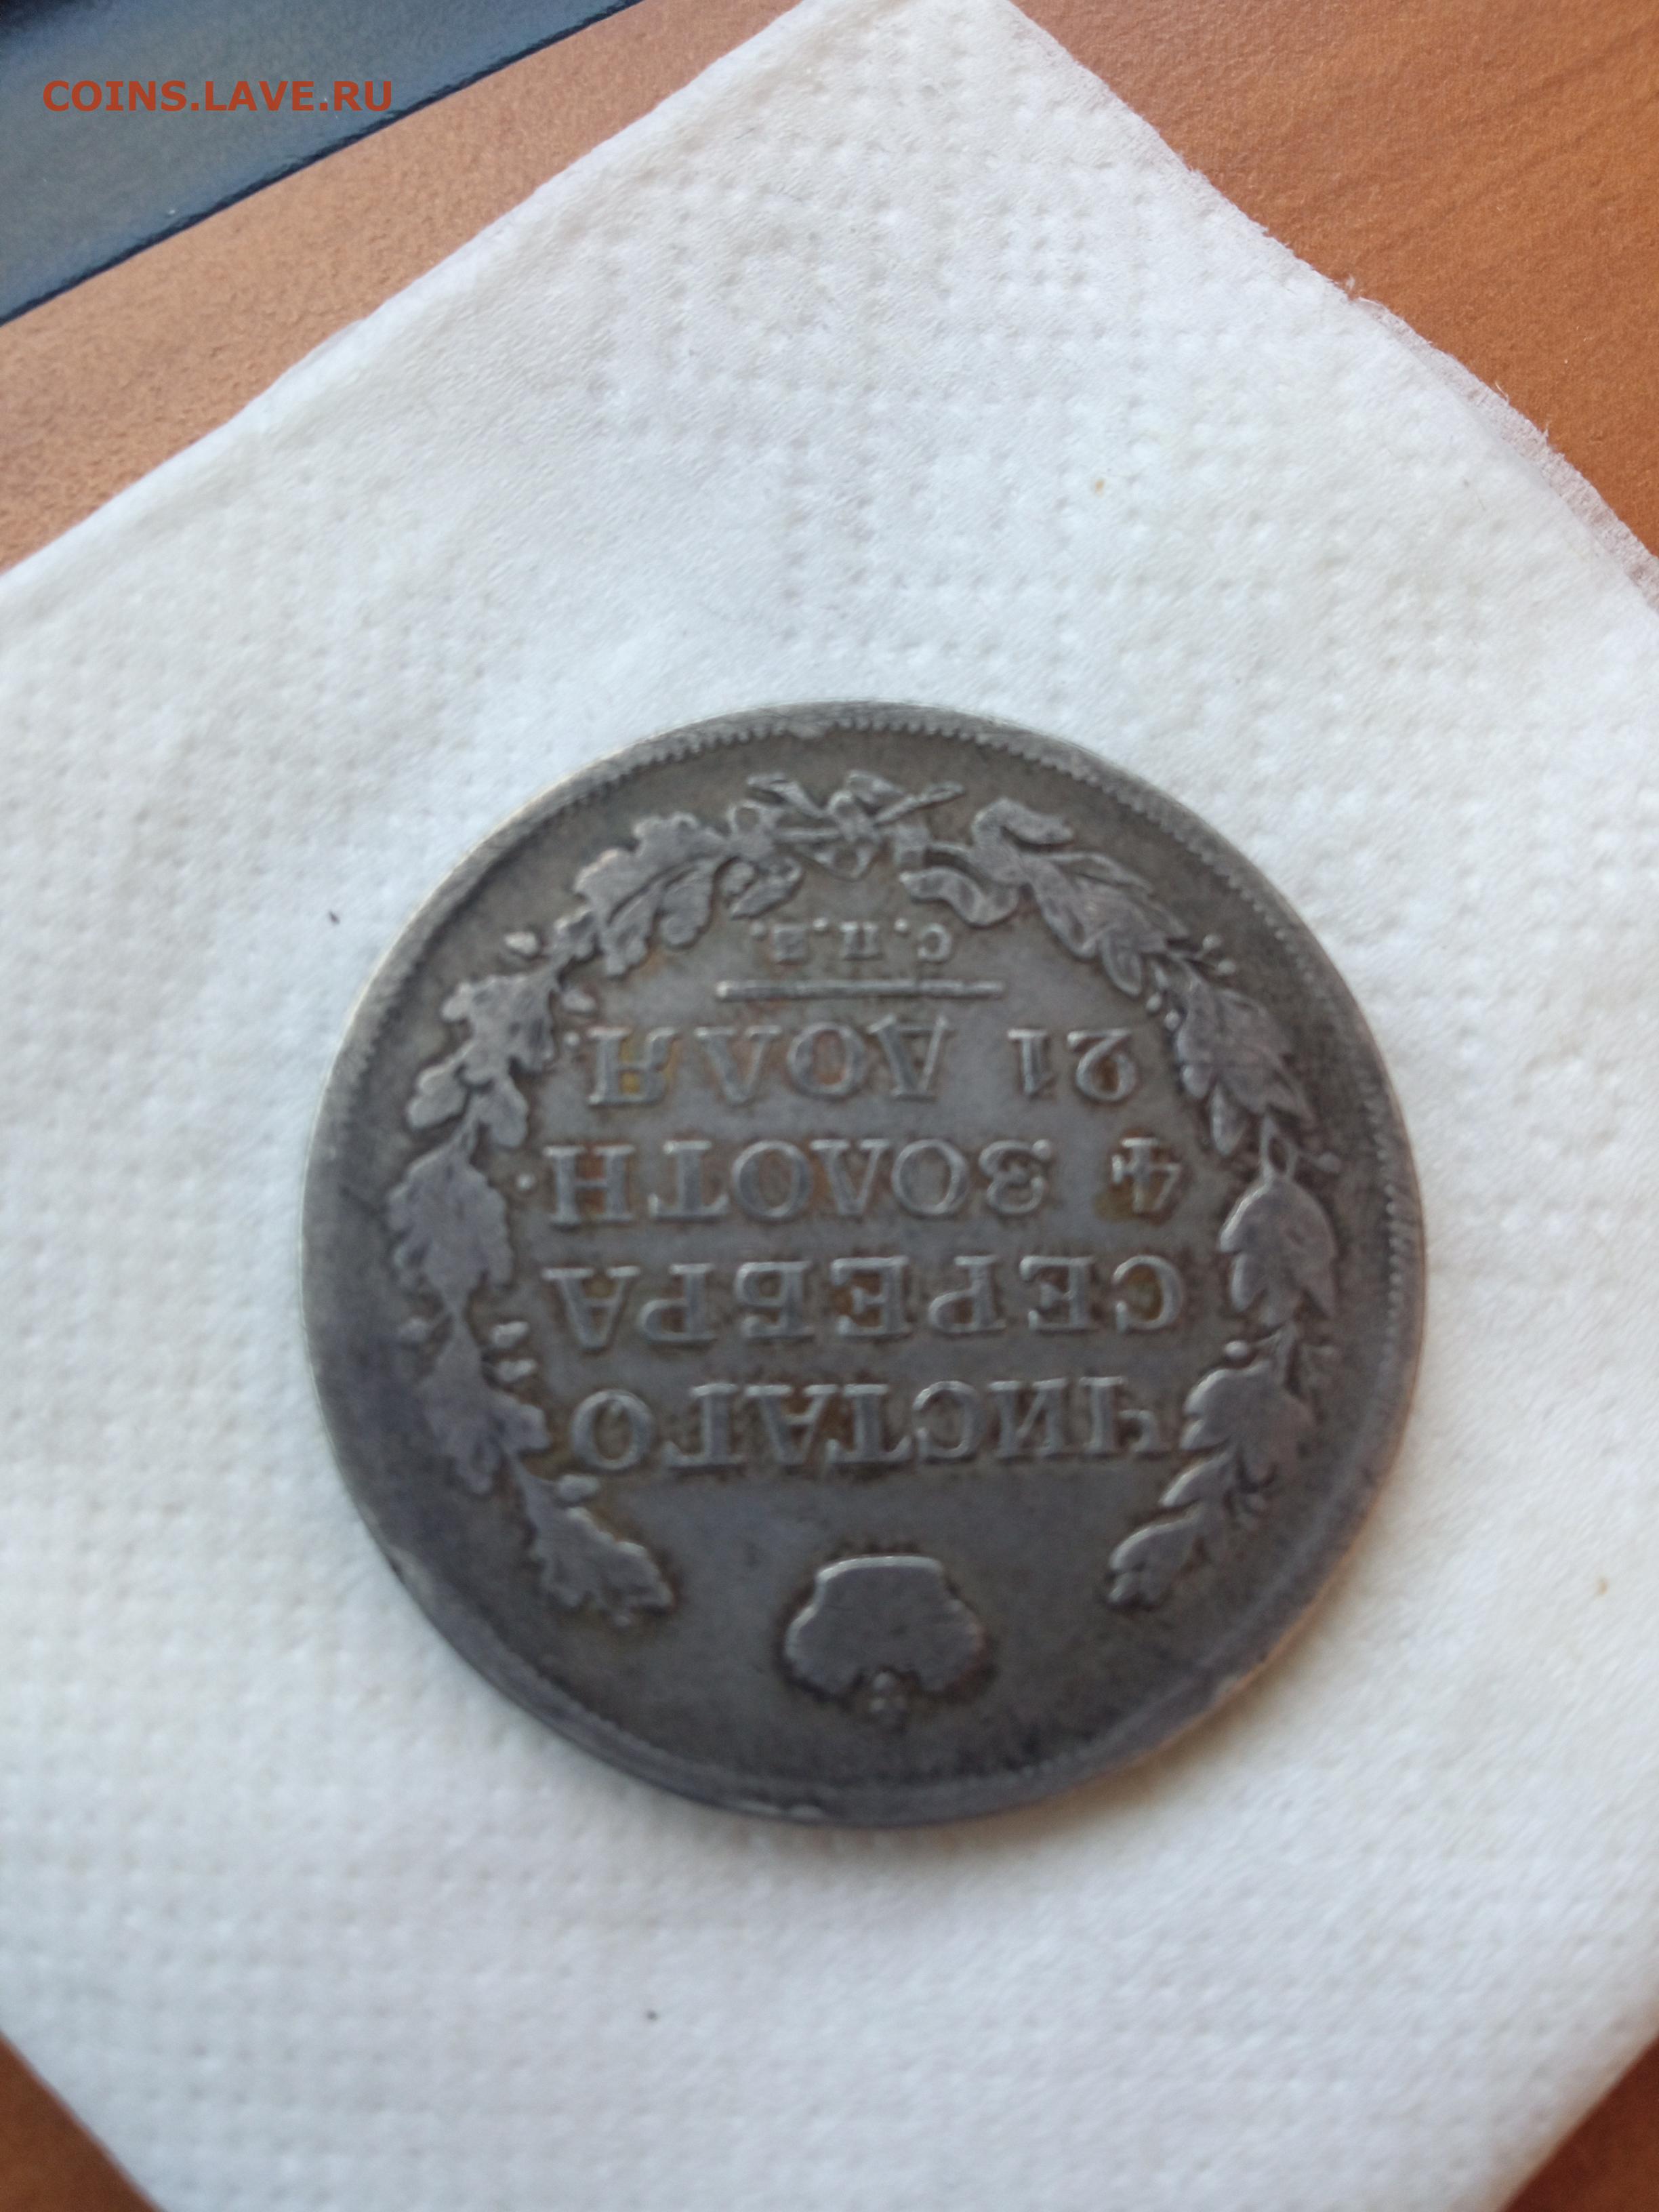 COINS.LAVE.RU
ЧИСТАГО
СЕРЕБРА
4 ЗОЛОТН.
21 ДОЛЯ.
С.П.Б.